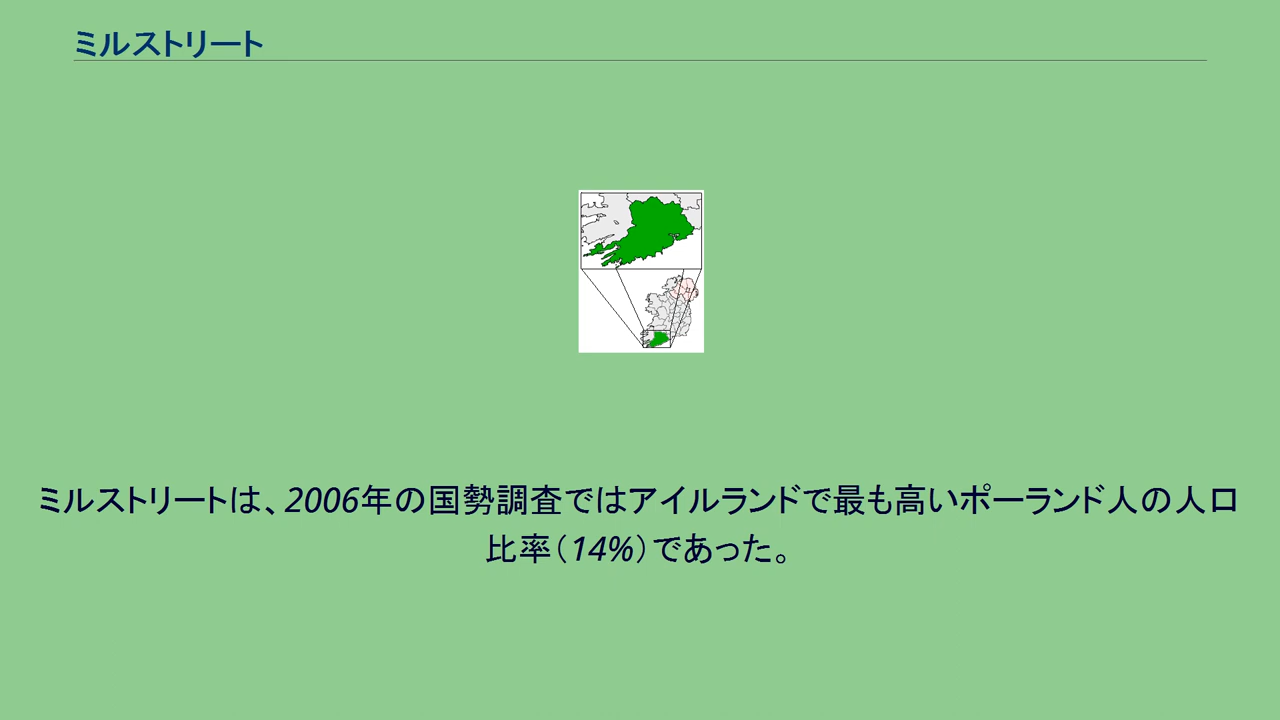 ミルストリート
ミルストリートは、2006年の国勢調査ではアイルランドで最も高いポーランド人の人口
比率(14%)であった。